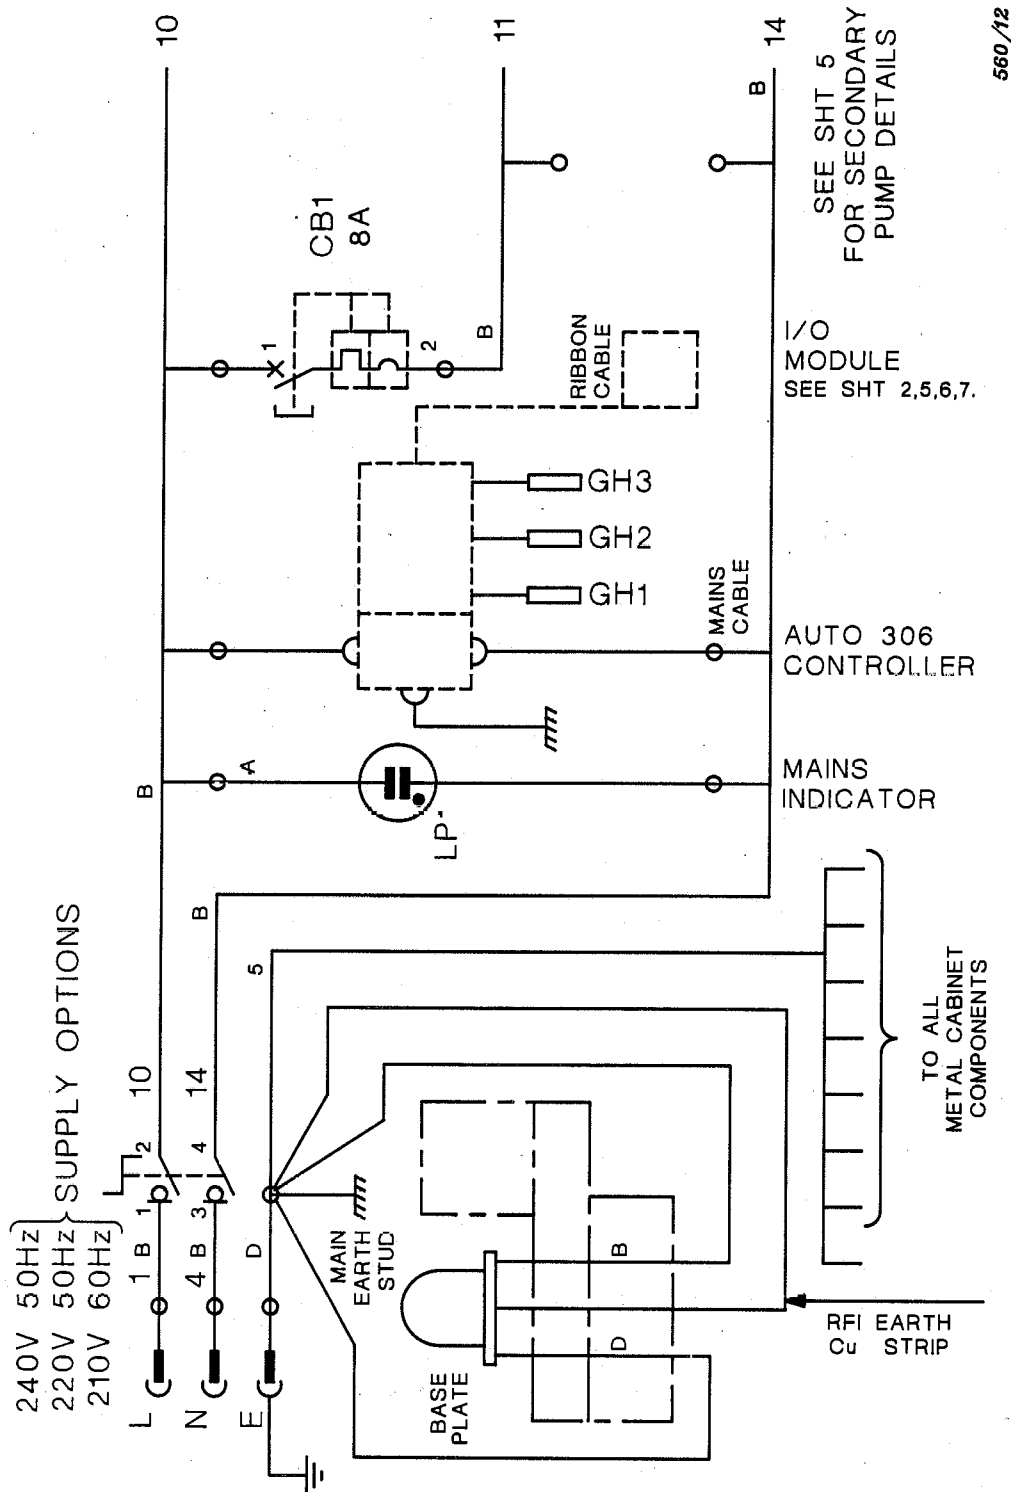 240V 50Hz
220V 50Hz
210V 60Hz
SUPPLY OPTIONS
L
1
B
1
2
10
B
10
N
4
B
3
4
14
B
E
D
5
MAIN
EARTH
STUD
BASE
PLATE
B
D
RFI EARTH
Cu STRIP
TO ALL
METAL CABINET
COMPONENTS
A
LP
MAINS
INDICATOR
MAINS
CABLE
AUTO 306
CONTROLLER
GH1
GH2
GH3
RIBBON
CABLE
I/O
MODULE
SEE SHT 2,5,6,7.
CB1
8A
1
2
B
11
B
14
SEE SHT 5
FOR SECONDARY
PUMP DETAILS
560/12